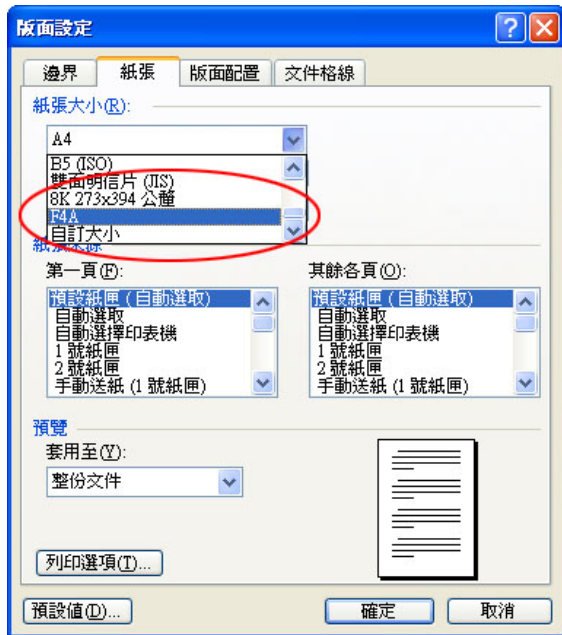 版面設定
邊界 紙張 版面配置 文件格線
紙張大小(R):
A4
B5 (ISO)
雙面明信片 (JIS)
8K 273x394 公釐
F4A
自訂大小
紙張來源
第一頁(F): 其餘各頁(O):
預設紙匣 (自動選取) 預設紙匣 (自動選取)
自動選取 自動選取
自動選擇印表機 自動選擇印表機
1 號紙匣 1 號紙匣
2 號紙匣 2 號紙匣
手動送紙 (1 號紙匣) 手動送紙 (1 號紙匣)
預覽
套用至(Y):
整份文件
列印選項(T)...
預設值(D)... 確定 取消